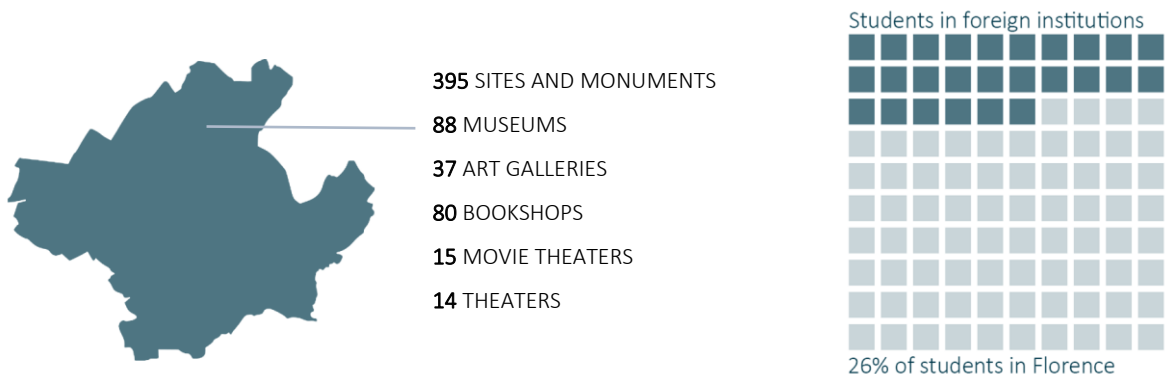 395 SITES AND MONUMENTS
88 MUSEUMS
37 ART GALLERIES
80 BOOKSHOPS
15 MOVIE THEATERS
14 THEATERS
Students in foreign institutions
26% of students in Florence